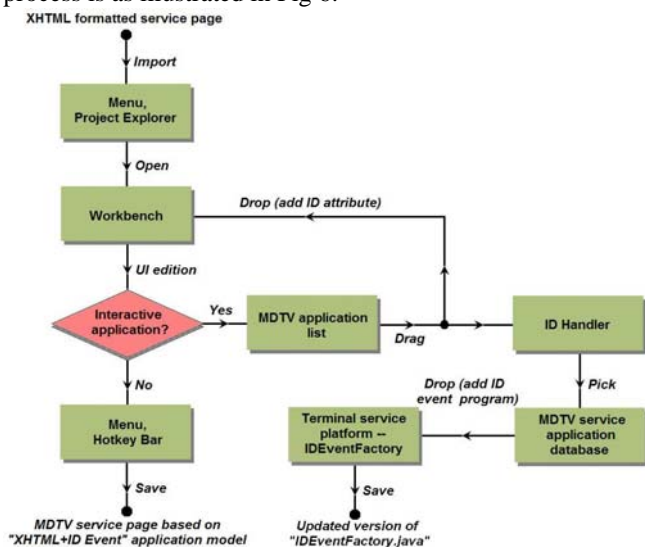 process is as illustrated in Fig 6.
XHTML formatted service page
Import
Menu,
Project Explorer
Open
Workbench
Drop (add ID attribute)
UI edition
Interactive
application?
Yes
MDTV application
list
Drag
ID Handler
No
Pick
Menu,
Hotkey Bar
Terminal service
platform --
IDEventFactory
Drop (add ID
event program)
MDTV service
application
database
Save
Save
MDTV service page based on
"XHTML+ID Event" application model
Updated version of
"IDEventFactory.java"